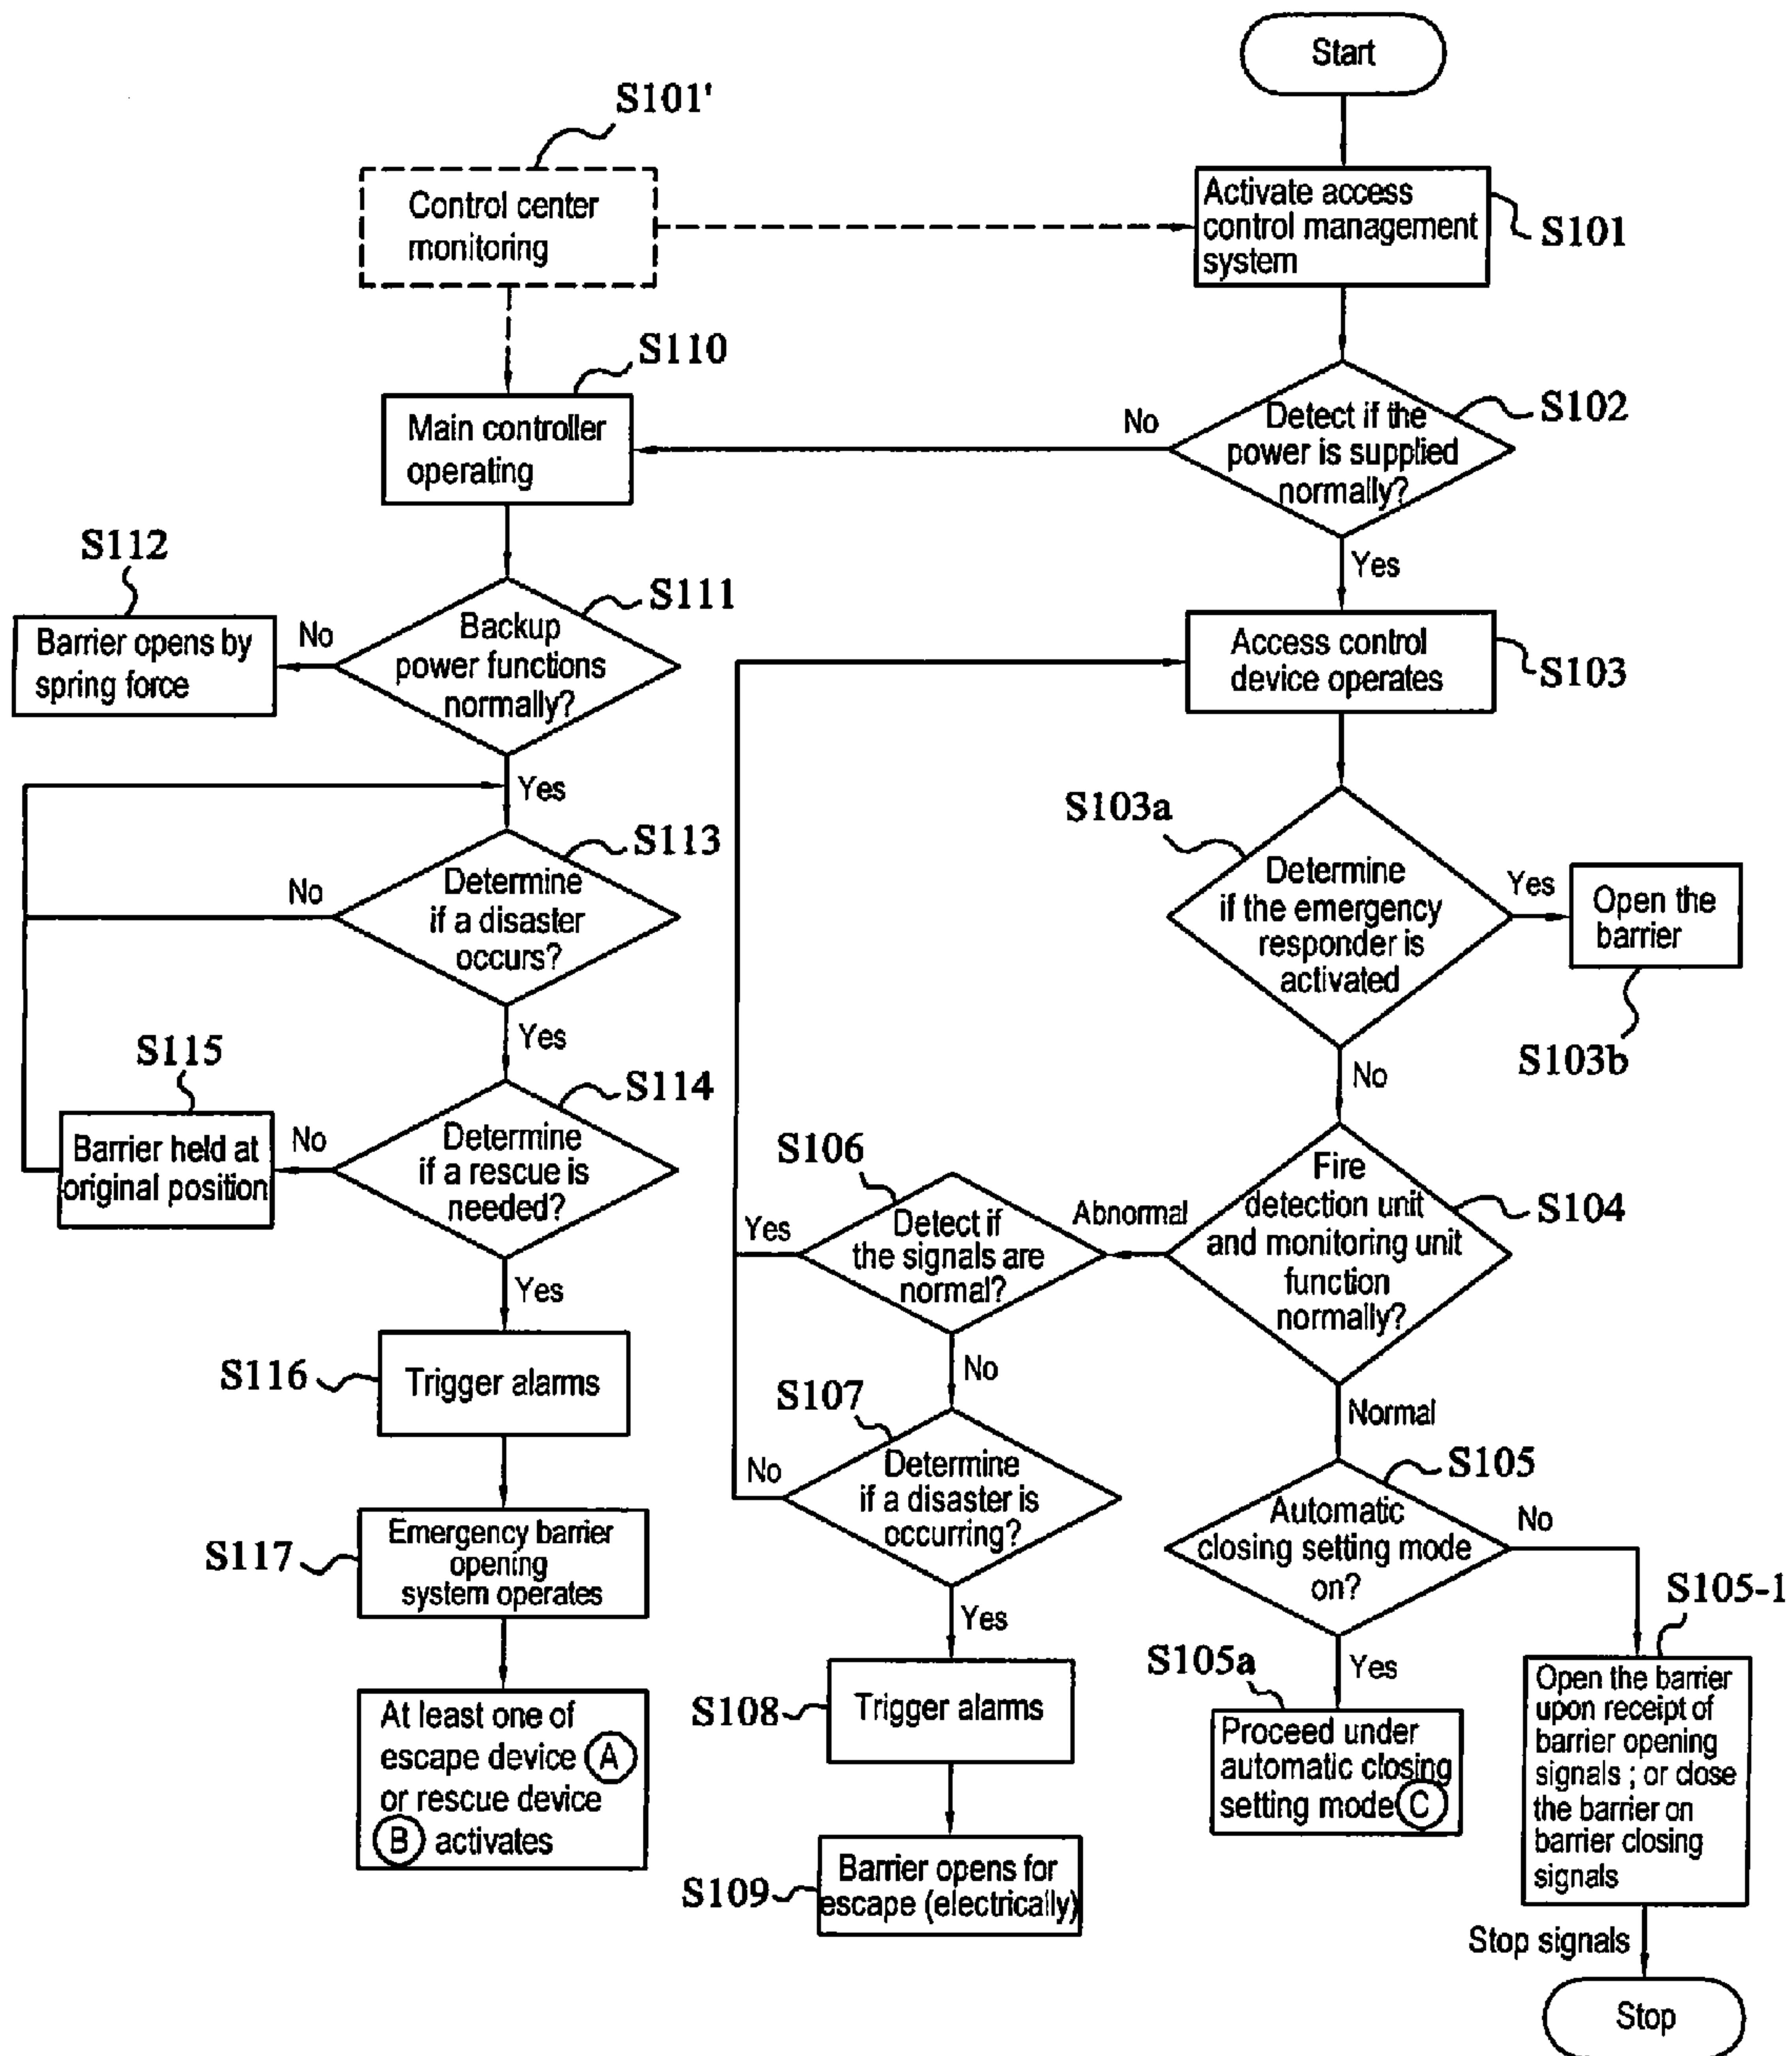 Start
S101'
Control center
monitoring
Activate access
control management
system
S101
S110
Main controller
operating
No
Detect if the
power is supplied
normally?
S102
Yes
S112
Barrier opens by
spring force
No
Backup
power functions
normally?
S111
Yes
Access control
device operates
S103
S103a
Determine
if the emergency
responder is
activated
Yes
Open the
barrier
S103b
No
S113
Determine
if a disaster
occurs?
No
Yes
S115
Barrier held at
original position
No
S114
Determine
if a rescue is
needed?
Yes
S106
Detect if
the signals are
normal?
Yes
Abnormal
No
Fire
detection unit
and monitoring unit
function
normally?
S104
Normal
S116
Trigger alarms
S107
Determine
if a disaster is
occurring?
No
Yes
S105
Automatic
closing setting mode
on?
No
Yes
S117
Emergency barrier
opening
system operates
At least one of
escape device A
or rescue device
B activates
S108
Trigger alarms
S109
Barrier opens for
escape (electrically)
S105a
Proceed under
automatic closing
setting mode C
S105-1
Open the barrier
upon receipt of
barrier opening
signals ; or close
the barrier on
barrier closing
signals
Stop signals
Stop